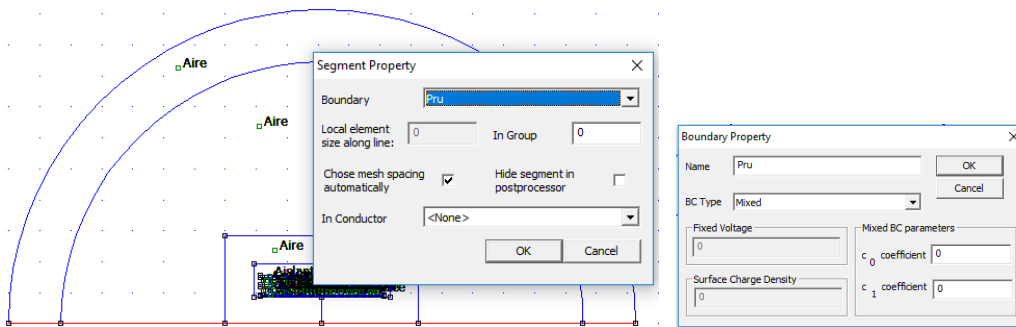 Aire
Aire
Aire
Segment Property
Boundary
Pru
Local element
size along line:
0
In Group
0
Chose mesh spacing
automatically
Hide segment in
postprocessor
In Conductor
<None>
OK
Cancel
Boundary Property
Name
Pru
OK
Cancel
BC Type
Mixed
Fixed Voltage
0
Surface Charge Density
0
Mixed BC parameters
c 0 coefficient 0
c 1 coefficient 0